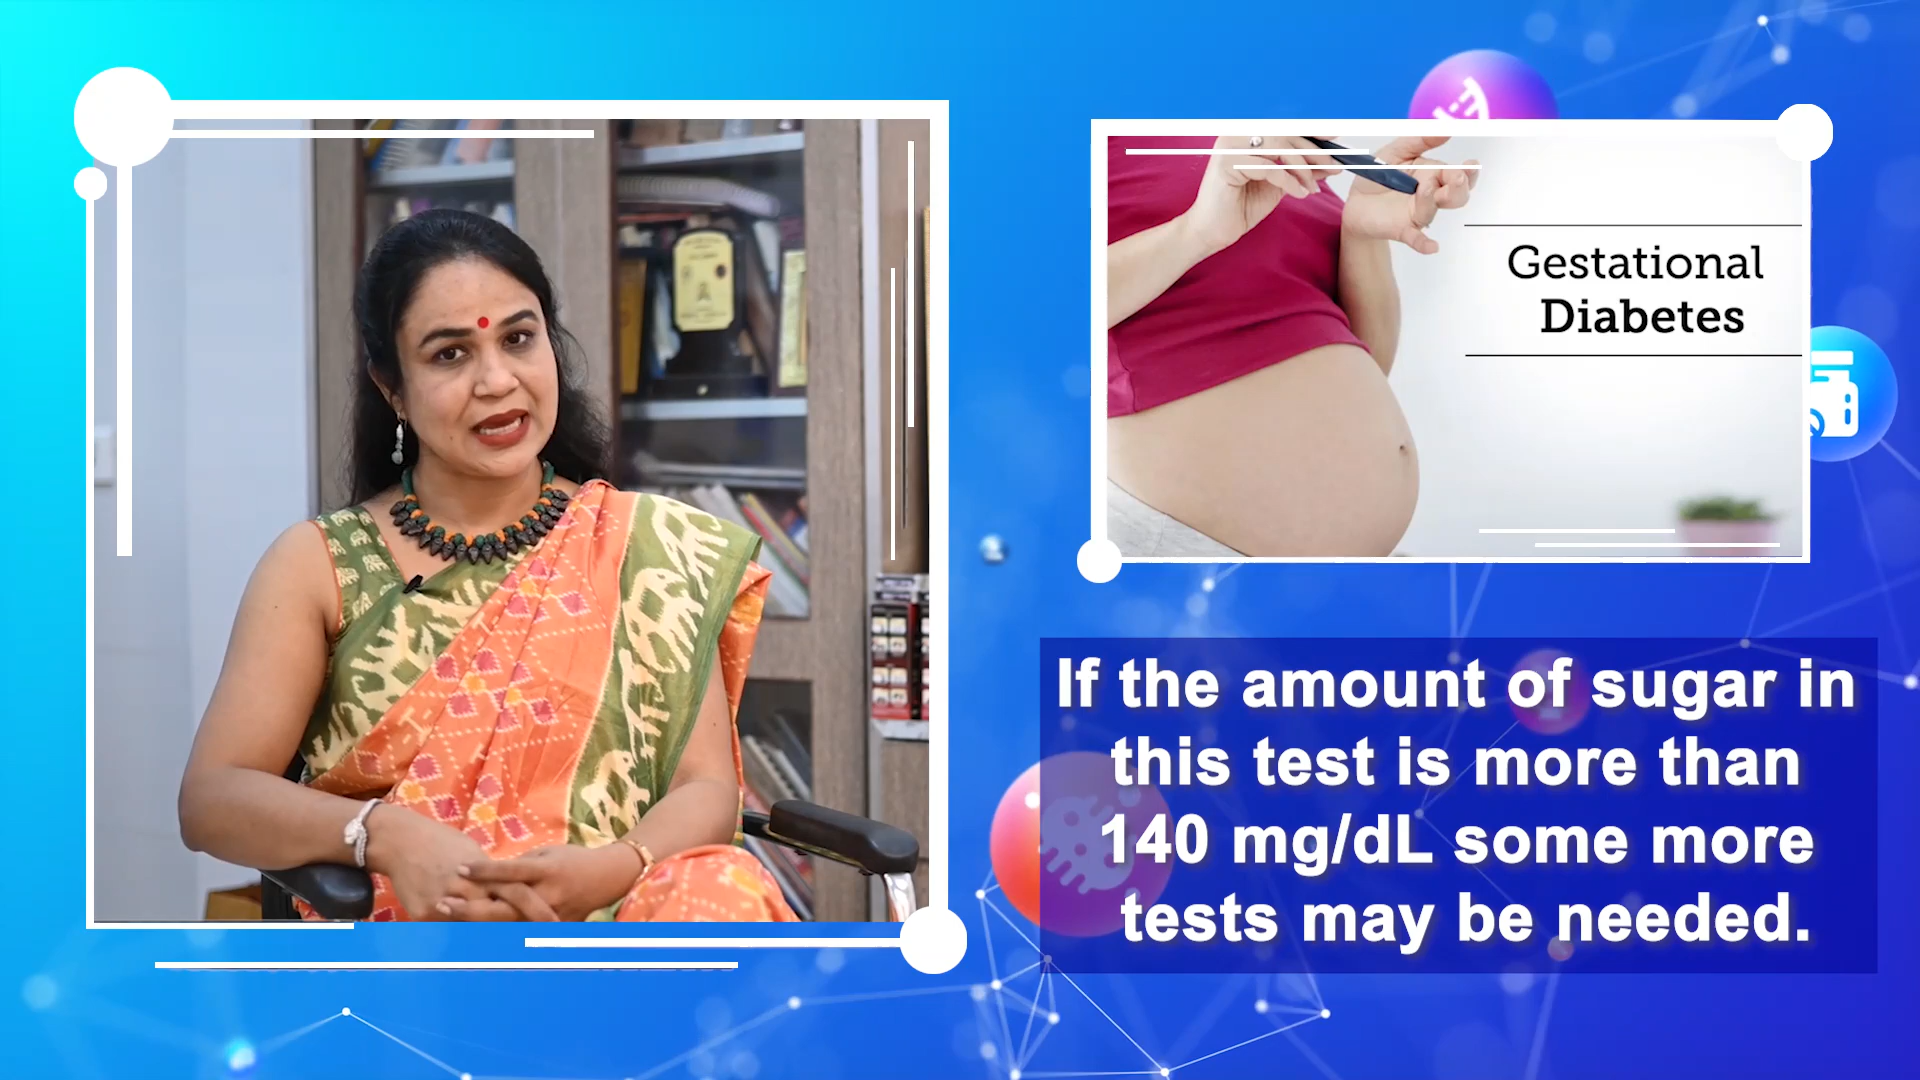 Gestational
Diabetes
If the amount of sugar in
this test is more than
140 mg/dL some more
tests may be needed.